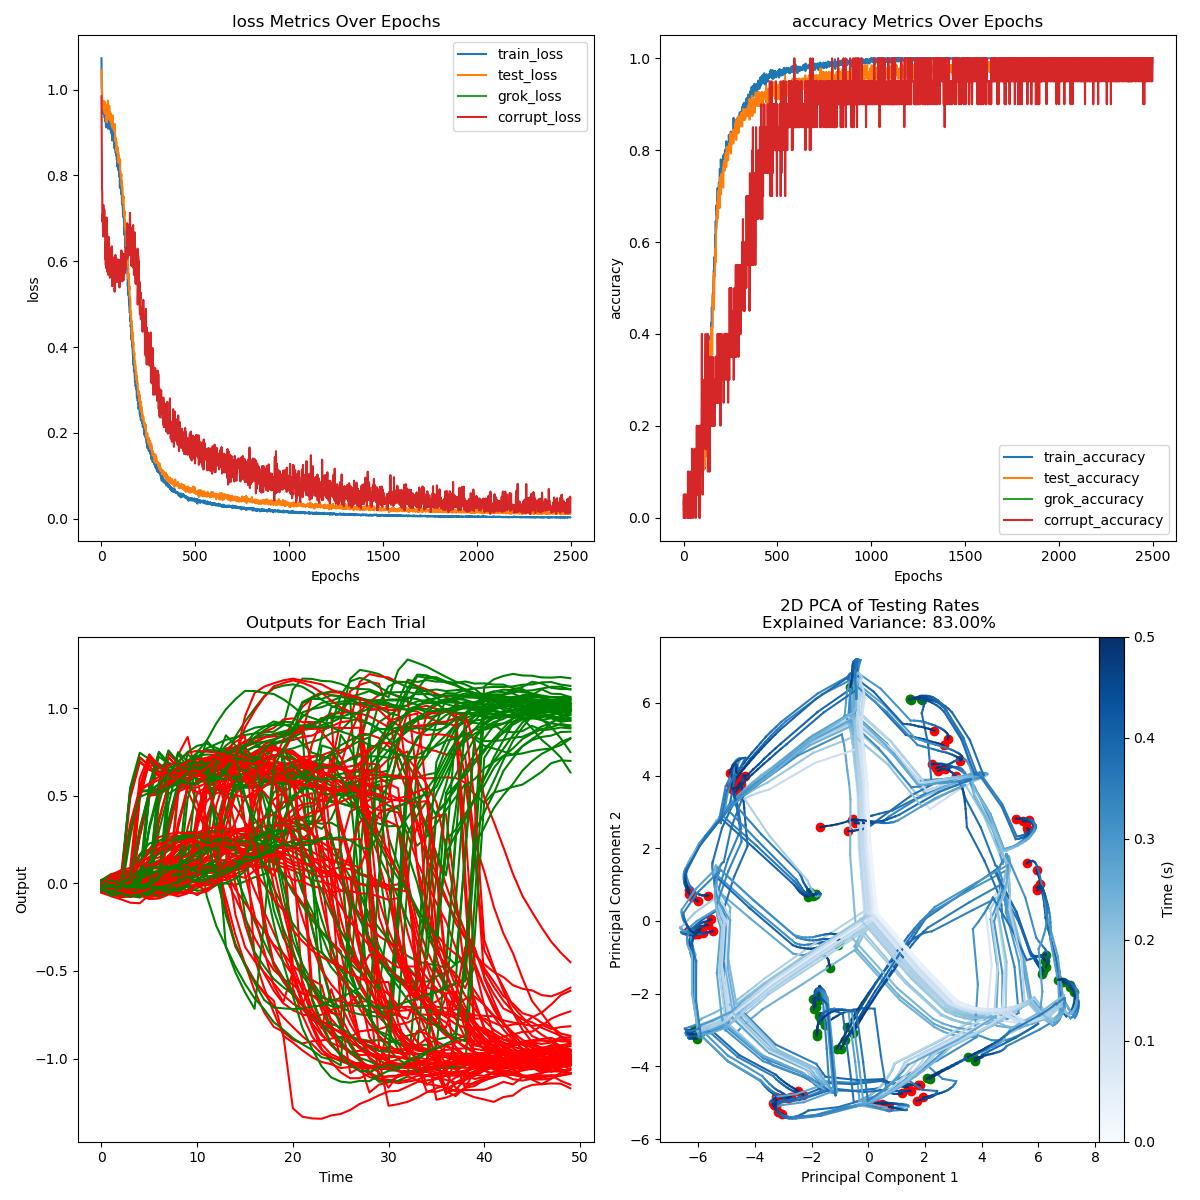 loss Metrics Over Epochs
loss
1.0
0.8
0.6
0.4
0.2
0.0
0
500
1000
1500
2000
2500
Epochs
train_loss
test_loss
grok_loss
corrupt_loss
accuracy Metrics Over Epochs
accuracy
1.0
0.8
0.6
0.4
0.2
0.0
0
500
1000
1500
2000
2500
Epochs
train_accuracy
test_accuracy
grok_accuracy
corrupt_accuracy
Outputs for Each Trial
Output
1.0
0.5
0.0
−0.5
−1.0
0
10
20
30
40
50
Time
2D PCA of Testing Rates
Explained Variance: 83.00%
Principal Component 2
6
4
2
0
−2
−4
−6
−6
−4
−2
0
2
4
6
8
Principal Component 1
0.5
0.4
0.3
0.2
0.1
0.0
Time (s)